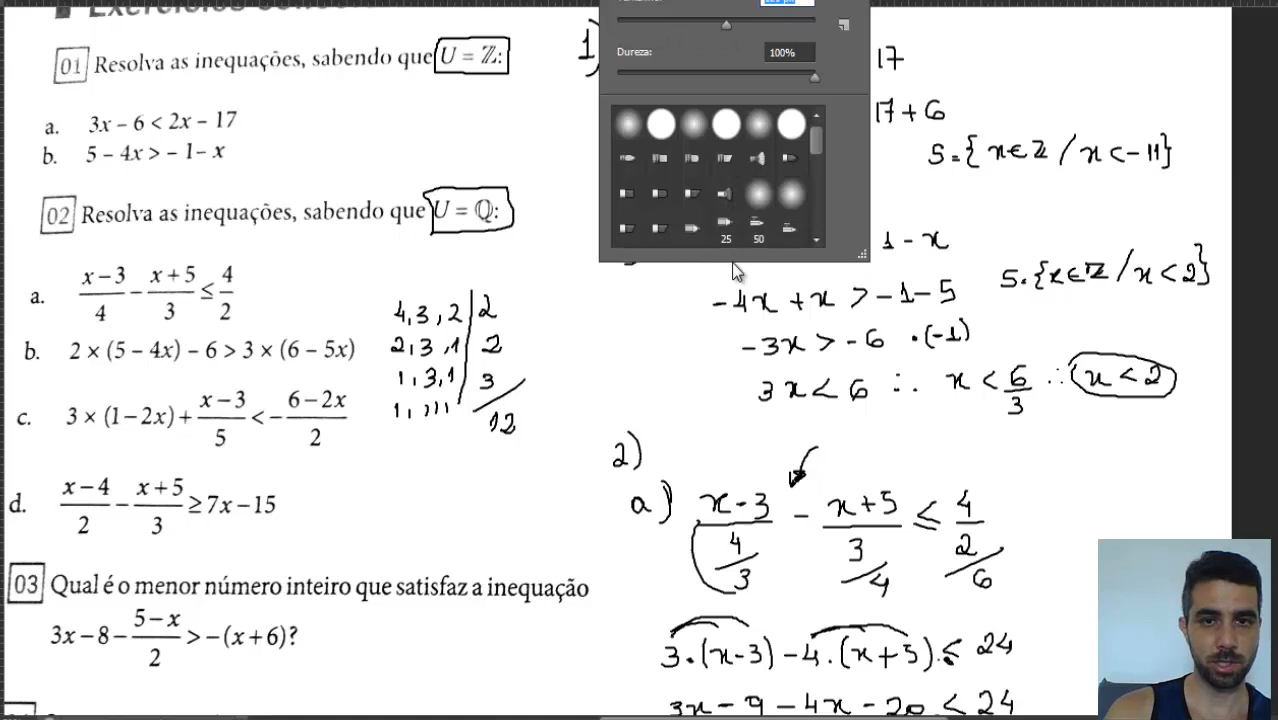 01 Resolva as inequações, sabendo que U = ℤ:
a. 3x – 6 < 2x – 17
b. 5 – 4x > – 1 – x
02 Resolva as inequações, sabendo que U = ℚ:
a. (x – 3)/4 – (x + 5)/3 ≤ 4/2
b. 2 × (5 – 4x) – 6 > 3 × (6 – 5x)
c. 3 × (1 – 2x) + (x – 3)/5 < – (6 – 2x)/2
d. (x – 4)/2 – (x + 5)/3 ≥ 7x – 15
03 Qual é o menor número inteiro que satisfaz a inequação
3x – 8 – (5 – x)/2 > – (x + 6)?
4, 3, 2 | 2
2, 3, 1 | 2
1, 3, 1 | 3
1, 1, 1
12
Dureza: 100%
25 50
1)
17
17 + 6
S = {x ∈ ℤ / x < – 11}
1 – x
S = {x ∈ ℤ / x < 2}
– 4x + x > – 1 – 5
– 3x > – 6 · (–1)
3x < 6 ∴ x < 6/3 ∴ x < 2
2)
a) x – 3 – x + 5 ≤ 4
4 3 2
3 4 6
3 · (x – 3) – 4 · (x + 5) ≤ 24
3x – 9 – 4x – 20 ≤ 24